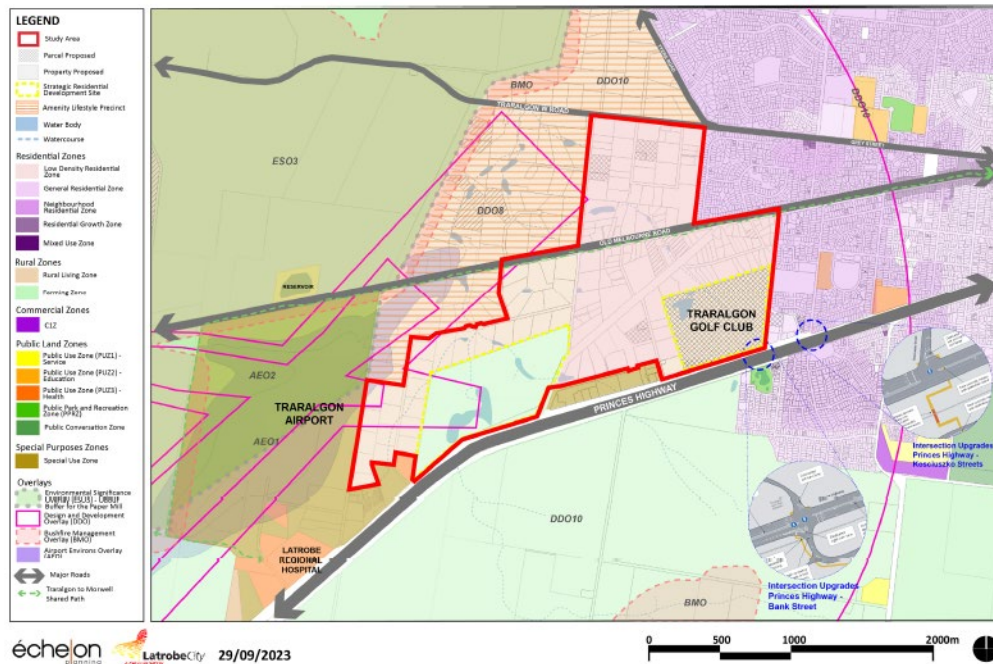 LEGEND
Study Area
Parcel Proposed
Property Proposed
Strategic Residential
Development Site
Amenity Lifestyle Precinct
Water Body
Watercourse
Residential Zones
Low Density Residential
Zone
General Residential Zone
Neighbourhood
Residential Zone
Residential Growth Zone
Mixed Use Zone
Rural Zones
Rural Living Zone
Farming Zone
Commercial Zones
C1Z
Public Land Zones
Public Use Zone (PUZ1) -
Service
Public Use Zone (PUZ2) -
Education
Public Use Zone (PUZ3) -
Health
Public Park and Recreation
Zone (PPRZ)
Public Conversation Zone
Special Purposes Zones
Special Use Zone
Overlays
Environmental Significance
Buffer for the Paper Mill
Design and Development
Overlay (DDO)
Bushfire Management
Overlay (BMO)
Airport Environs Overlay
Major Roads
Traralgon to Morwell
Shared Path
BMO
DDO10
TRARALGON W ROAD
DDO10
ESO3
DDO8
OLD MELBOURNE ROAD
RESERVOIR
TRARALGON
GOLF CLUB
AEO2
TRARALGON
AIRPORT
AEO1
PRINCES HIGHWAY
Intersection Upgrades
Princes Highway -
Kosciuszko Streets
DDO10
LATROBE
REGIONAL
HOSPITAL
Intersection Upgrades
Princes Highway -
Bank Street
BMO
échelon
planning
LatrobeCity
29/09/2023
0 500 1000 2000m